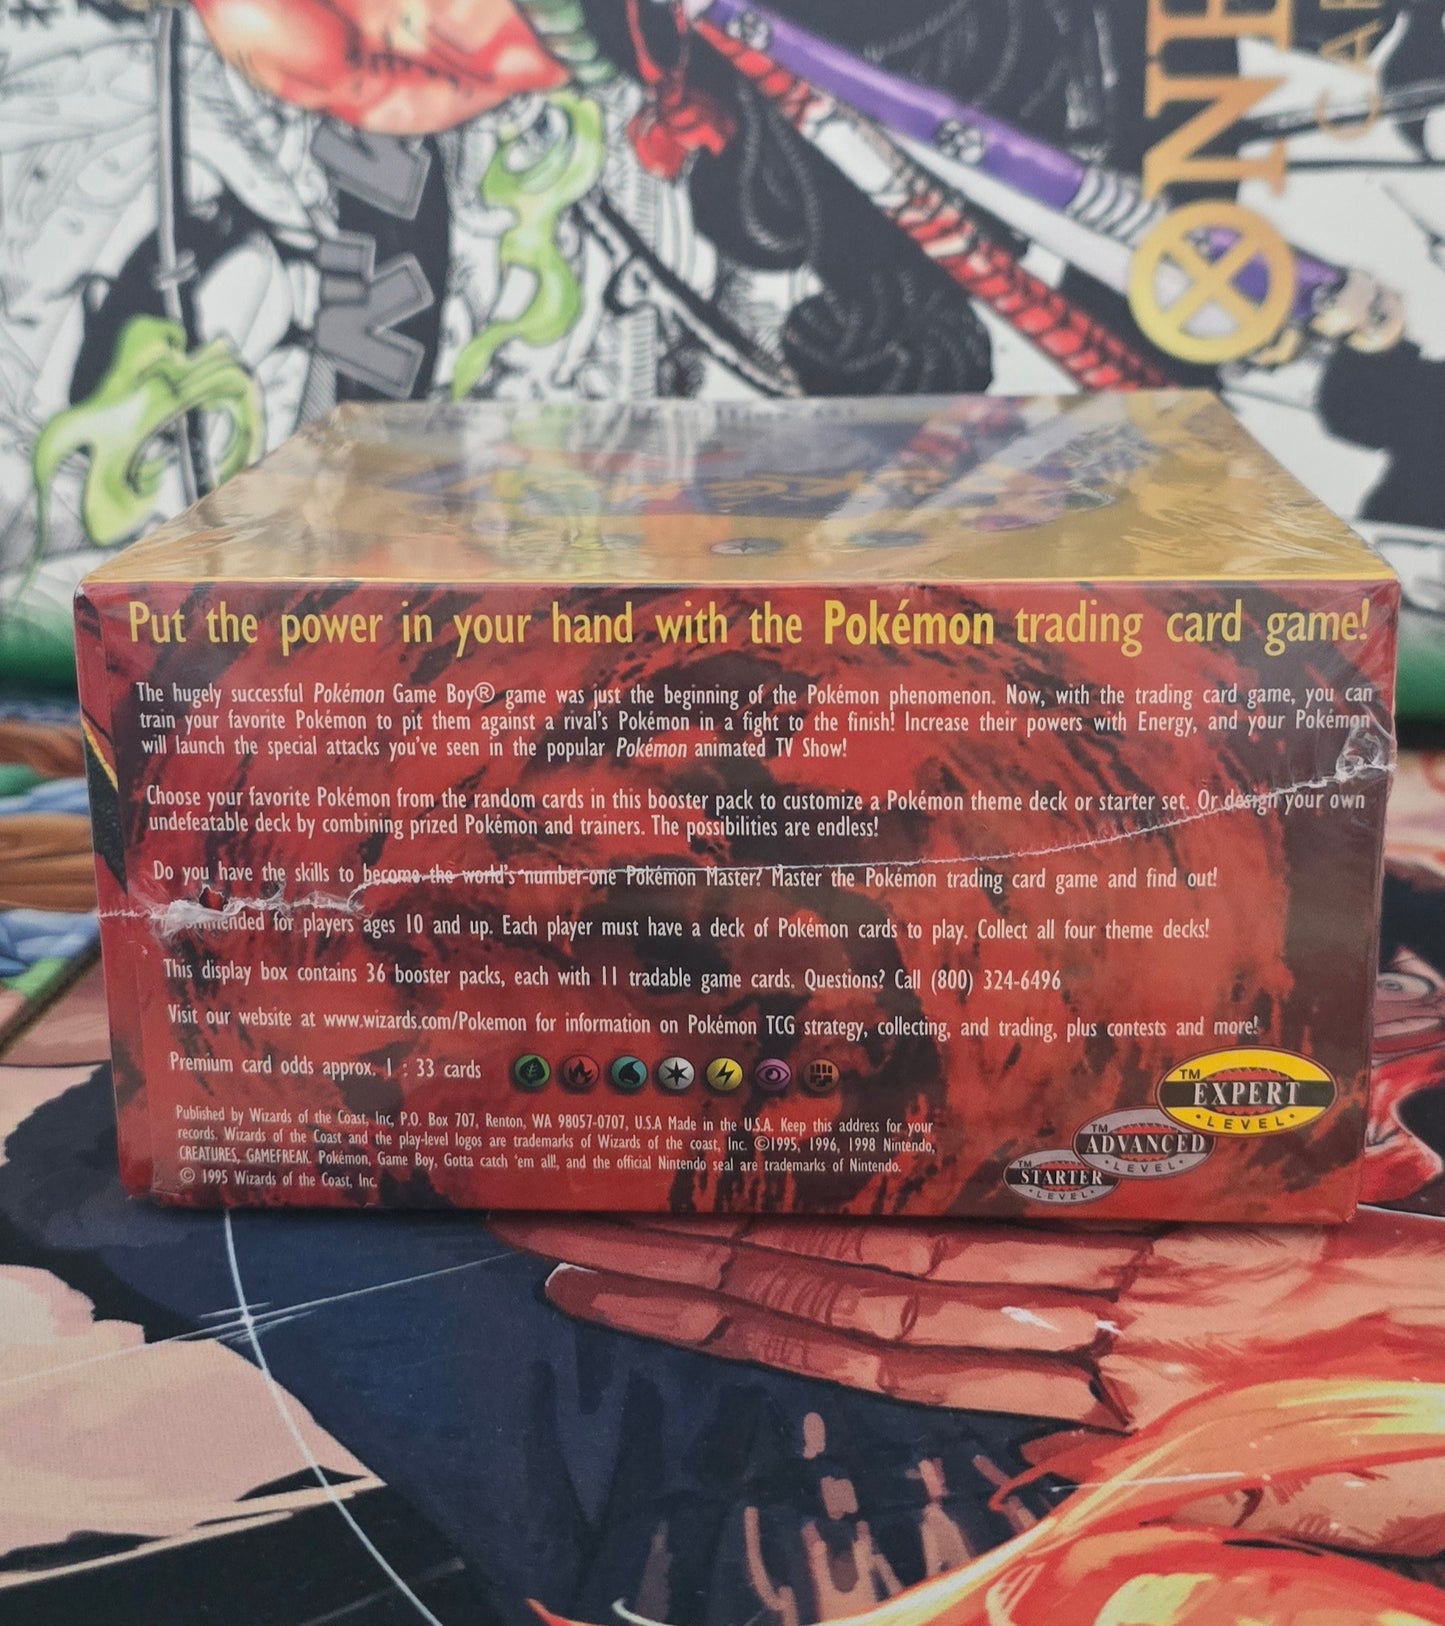 Put the power in your hand with the Pokémon trading card game!
The hugely successful Pokémon Game Boy® game was just the beginning of the Pokémon phenomenon. Now, with the trading card game, you can
train your favorite Pokémon to pit them against a rival's Pokémon in a fight to the finish! Increase their powers with Energy, and your Pokémon
will launch the special attacks you've seen in the popular Pokémon animated TV Show!
Choose your favorite Pokémon from the random cards in this booster pack to customize a Pokémon theme deck or starter set. Or design your own
undefeatable deck by combining prized Pokémon and trainers. The possibilities are endless!
Do you have the skills to become the world's number-one Pokémon Master? Master the Pokémon trading card game and find out!
for players ages 10 and up. Each player must have a deck of Pokémon cards to play. Collect all four theme decks!
This display box contains 36 booster packs, each with 11 tradable game cards. Questions? Call (800) 324-6496
Visit our website at www.wizards.com/Pokemon for information on Pokémon TCG strategy, collecting, and trading, plus contests and more!
Premium card odds approx. 1 : 33 cards
Published by Wizards of the Coast, Inc, P.O. Box 707, Renton, WA 98057-0707, U.S.A Made in the U.S.A. Keep this address for your
records. Wizards of the Coast and the play-level logos are trademarks of Wizards of the coast, Inc. ©1995, 1996, 1998 Nintendo,
CREATURES, GAMEFREAK. Pokémon, Game Boy, Gotta catch 'em all!, and the official Nintendo seal are trademarks of Nintendo.
© 1995 Wizards of the Coast, Inc.
TM
EXPERT
• LEVEL •
TM
ADVANCED
• LEVEL •
TM
STARTER
• LEVEL •